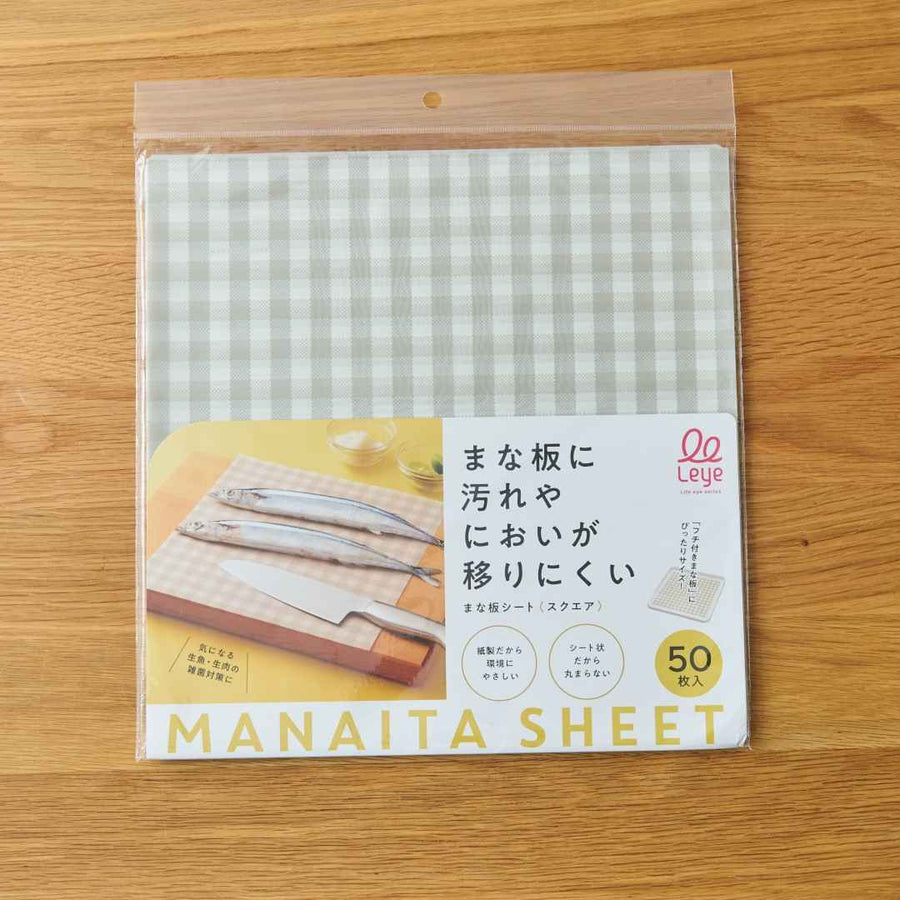 まな板に
汚れや
においが
移りにくい
まな板シート(スクエア)
Leye
Life eye series
「フチ付きまな板」に
ぴったりサイズ!
気になる
生魚・生肉の
雑菌対策に
紙製だから
環境に
やさしい
シート状
だから
丸まらない
50
枚入
MANAITA SHEET